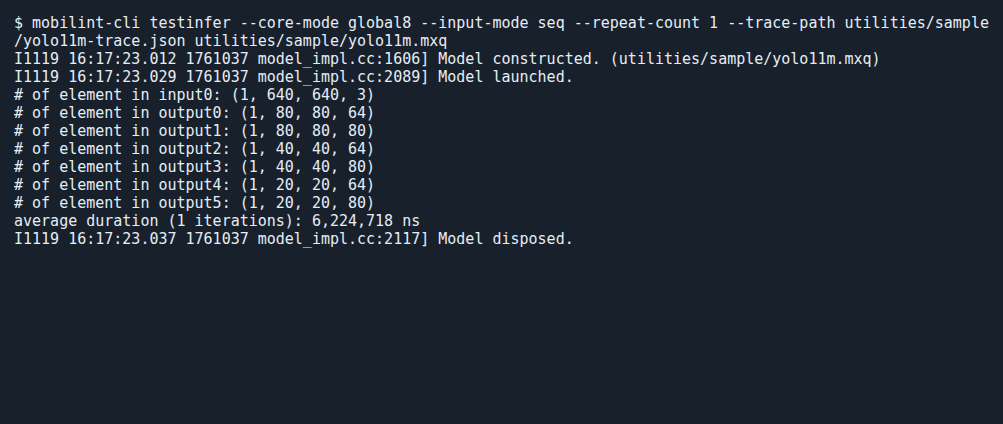 $ mobilint-cli testinfer --core-mode global8 --input-mode seq --repeat-count 1 --trace-path utilities/sample
/yolo11m-trace.json utilities/sample/yolo11m.mxq
I1119 16:17:23.012 1761037 model_impl.cc:1606] Model constructed. (utilities/sample/yolo11m.mxq)
I1119 16:17:23.029 1761037 model_impl.cc:2089] Model launched.
# of element in input0: (1, 640, 640, 3)
# of element in output0: (1, 80, 80, 64)
# of element in output1: (1, 80, 80, 80)
# of element in output2: (1, 40, 40, 64)
# of element in output3: (1, 40, 40, 80)
# of element in output4: (1, 20, 20, 64)
# of element in output5: (1, 20, 20, 80)
average duration (1 iterations): 6,224,718 ns
I1119 16:17:23.037 1761037 model_impl.cc:2117] Model disposed.